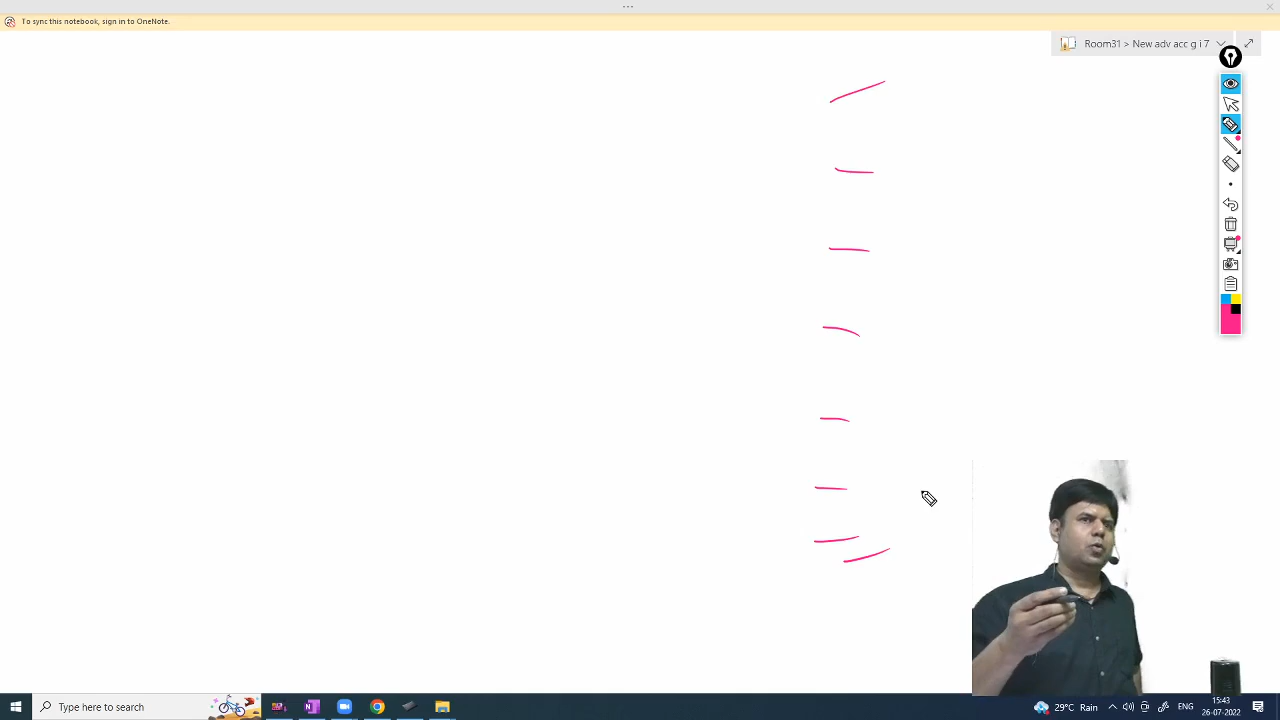 To sync this notebook, sign in to OneNote.
Room31 > New adv acc g i 7
Type here to search
29°C Rain
ENG
15:43
26-07-2022